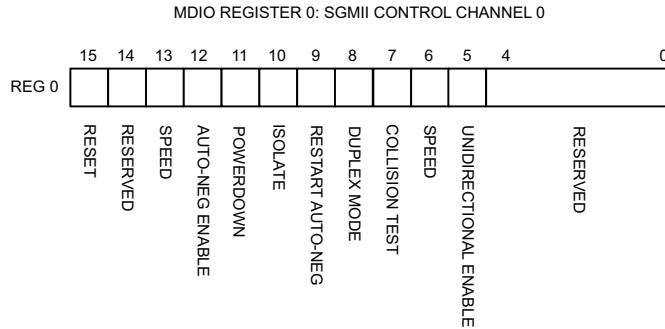 MDIO REGISTER 0: SGMII CONTROL CHANNEL 0
15 14 13 12 11 10 9 8 7 6 5 4 0
REG 0
RESET
RESERVED
SPEED
AUTO-NEG ENABLE
POWERDOWN
ISOLATE
RESTART AUTO-NEG
DUPLEX MODE
COLLISION TEST
SPEED
UNIDIRECTIONAL ENABLE
RESERVED